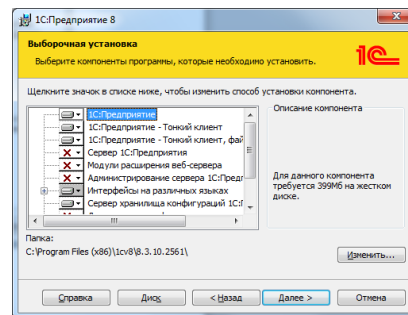 1С:Предприятие 8
Выборочная установка
Выберите компоненты программы, которые необходимо установить.
1С
Щелкните значок в списке ниже, чтобы изменить способ установки компонента.
1С:Предприятие
1С:Предприятие - Тонкий клиент
1С:Предприятие - Тонкий клиент, фай
Сервер 1С:Предприятия
Модули расширения веб-сервера
Администрирование сервера 1С:Предп
Интерфейсы на различных языках
Сервер хранилища конфигураций 1С:П
Описание компонента
Для данного компонента
требуется 399Мб на жестком
диске.
Папка:
C:\Program Files (x86)\1cv8\8.3.10.2561\
Изменить...
Справка
Диск
< Назад
Далее >
Отмена